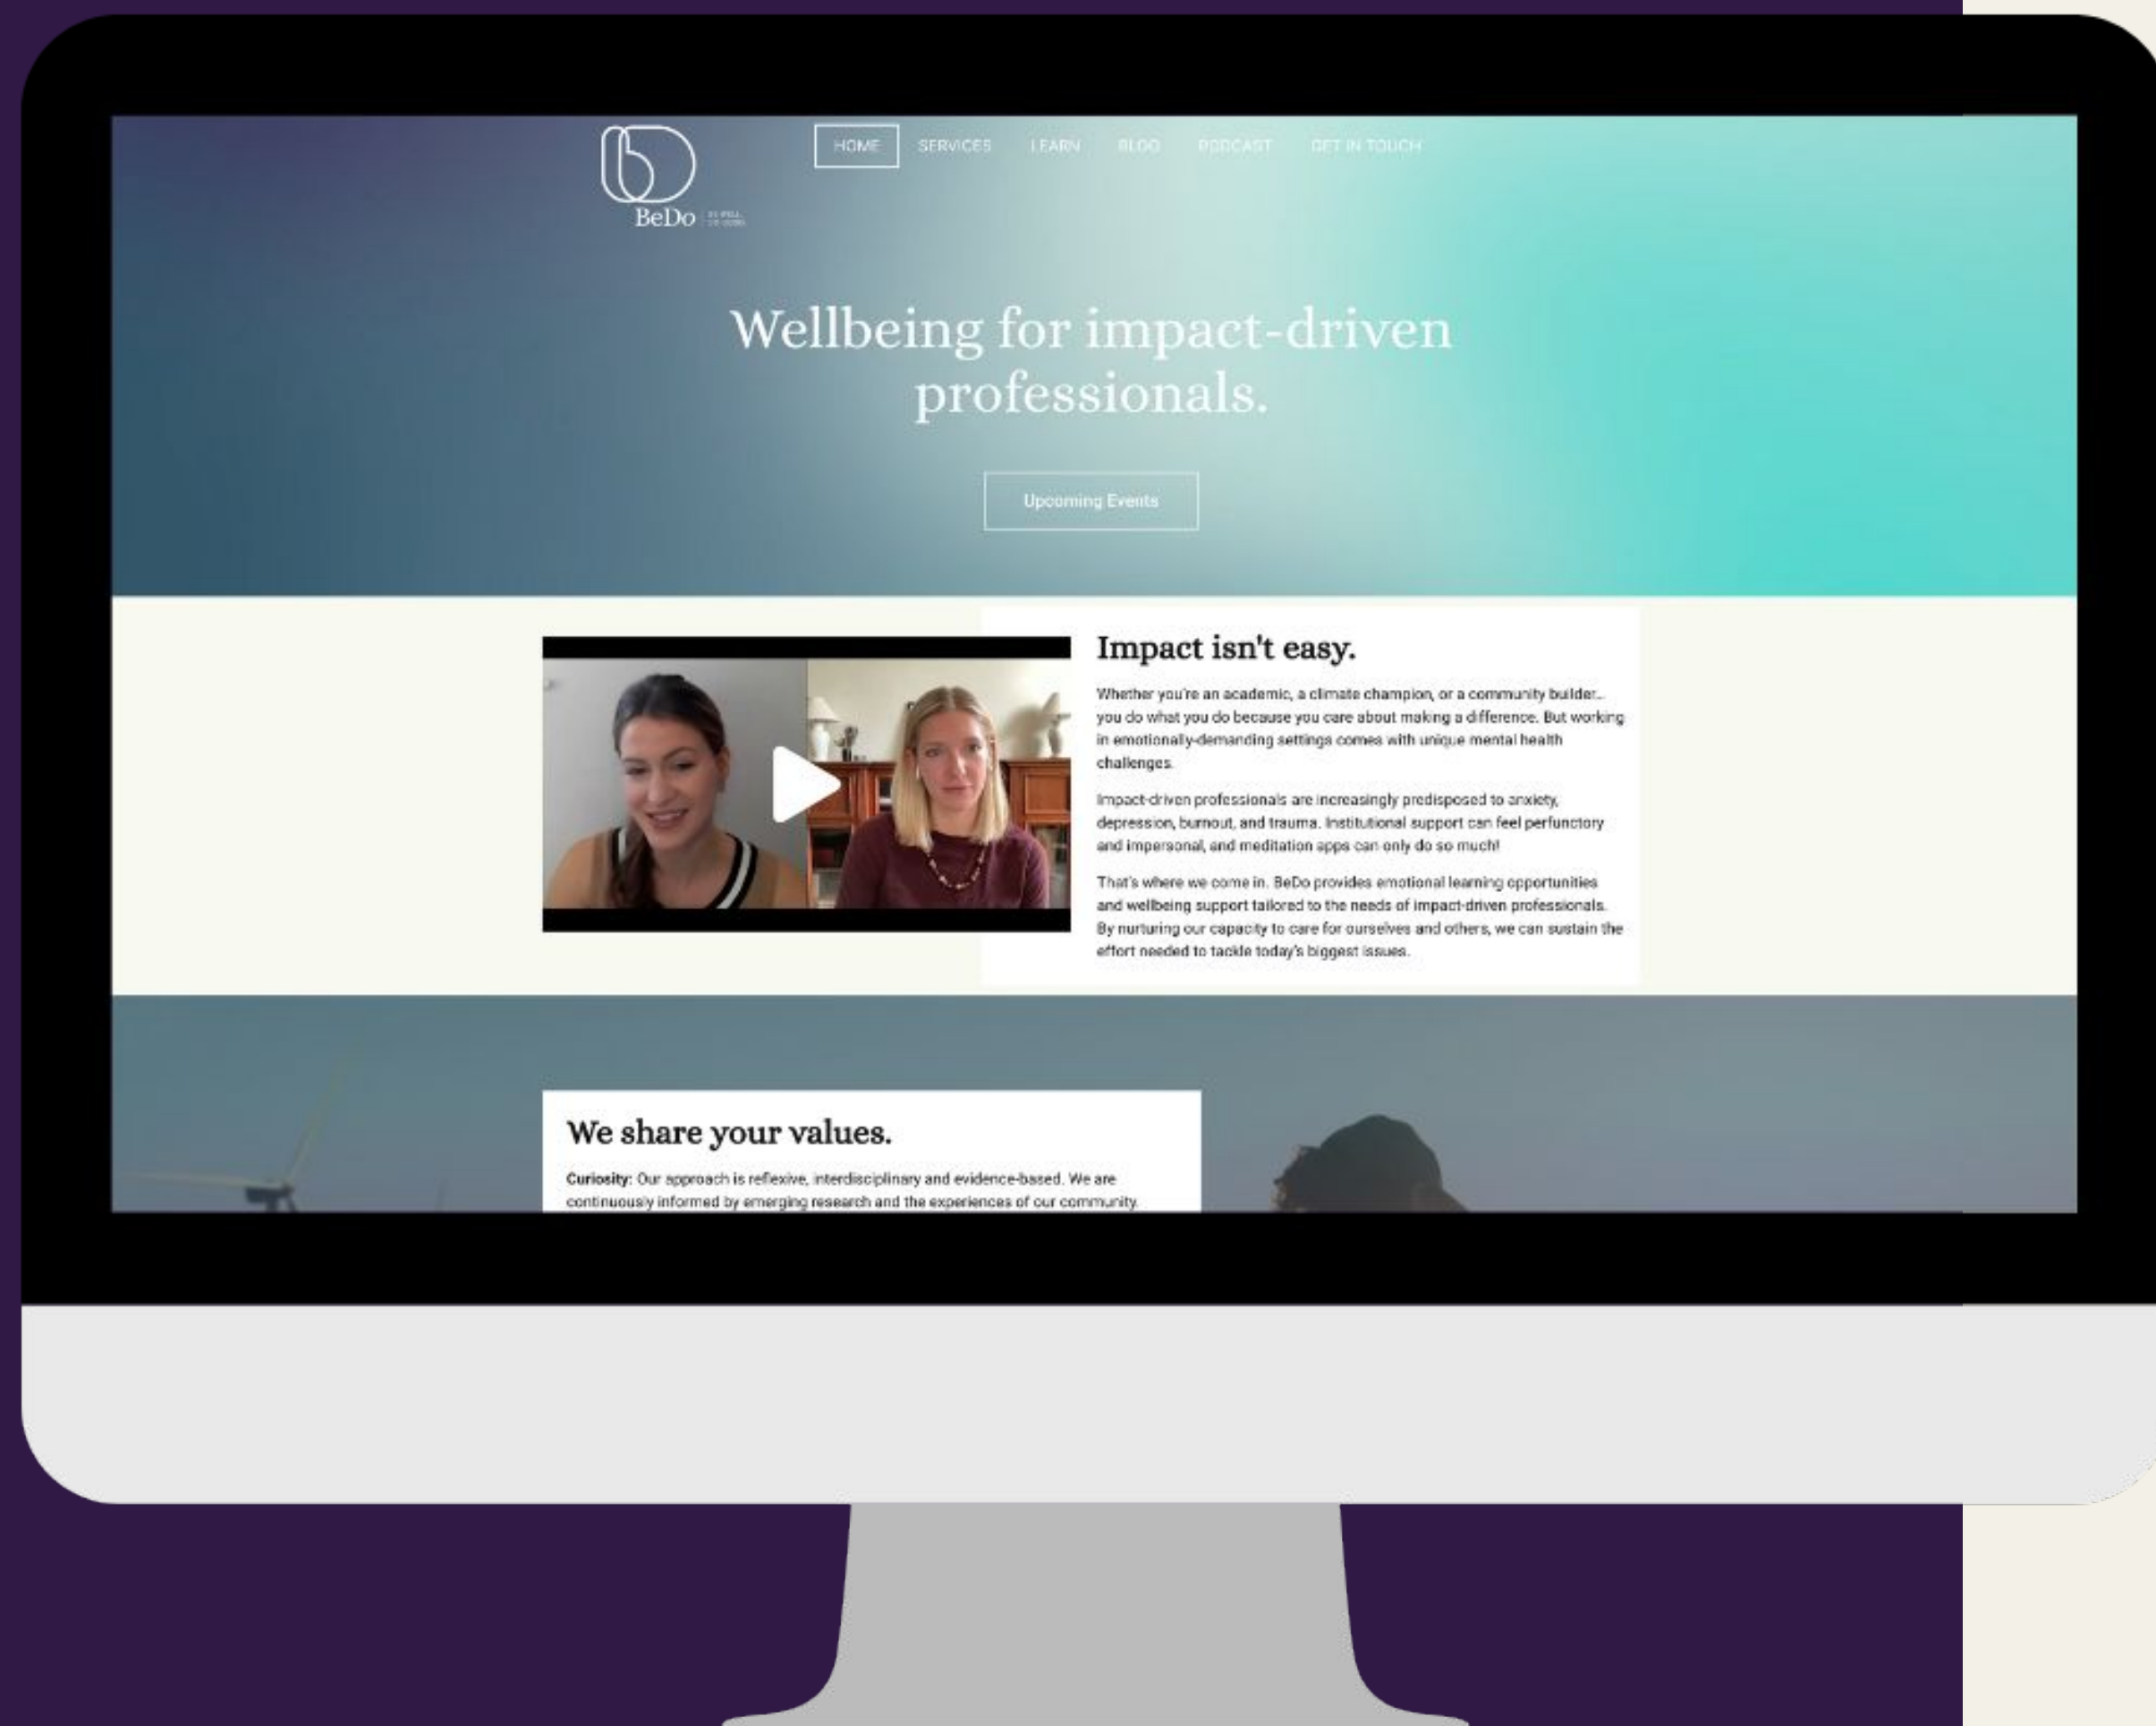 HOME SERVICES LEARN BLOG PODCAST GET IN TOUCH
BeDo
Wellbeing for impact-driven
professionals.
Upcoming Events
Impact isn't easy.
Whether you're an academic, a climate champion, or a community builder...
you do what you do because you care about making a difference. But working
in emotionally-demanding settings comes with unique mental health
challenges.
Impact-driven professionals are increasingly predisposed to anxiety,
depression, burnout, and trauma. Institutional support can feel perfunctory
and impersonal, and meditation apps can only do so much!
That's where we come in. BeDo provides emotional learning opportunities
and wellbeing support tailored to the needs of impact-driven professionals.
By nurturing our capacity to care for ourselves and others, we can sustain the
effort needed to tackle today's biggest issues.
We share your values.
Curiosity: Our approach is reflexive, interdisciplinary and evidence-based. We are
continuously informed by emerging research and the experiences of our community.